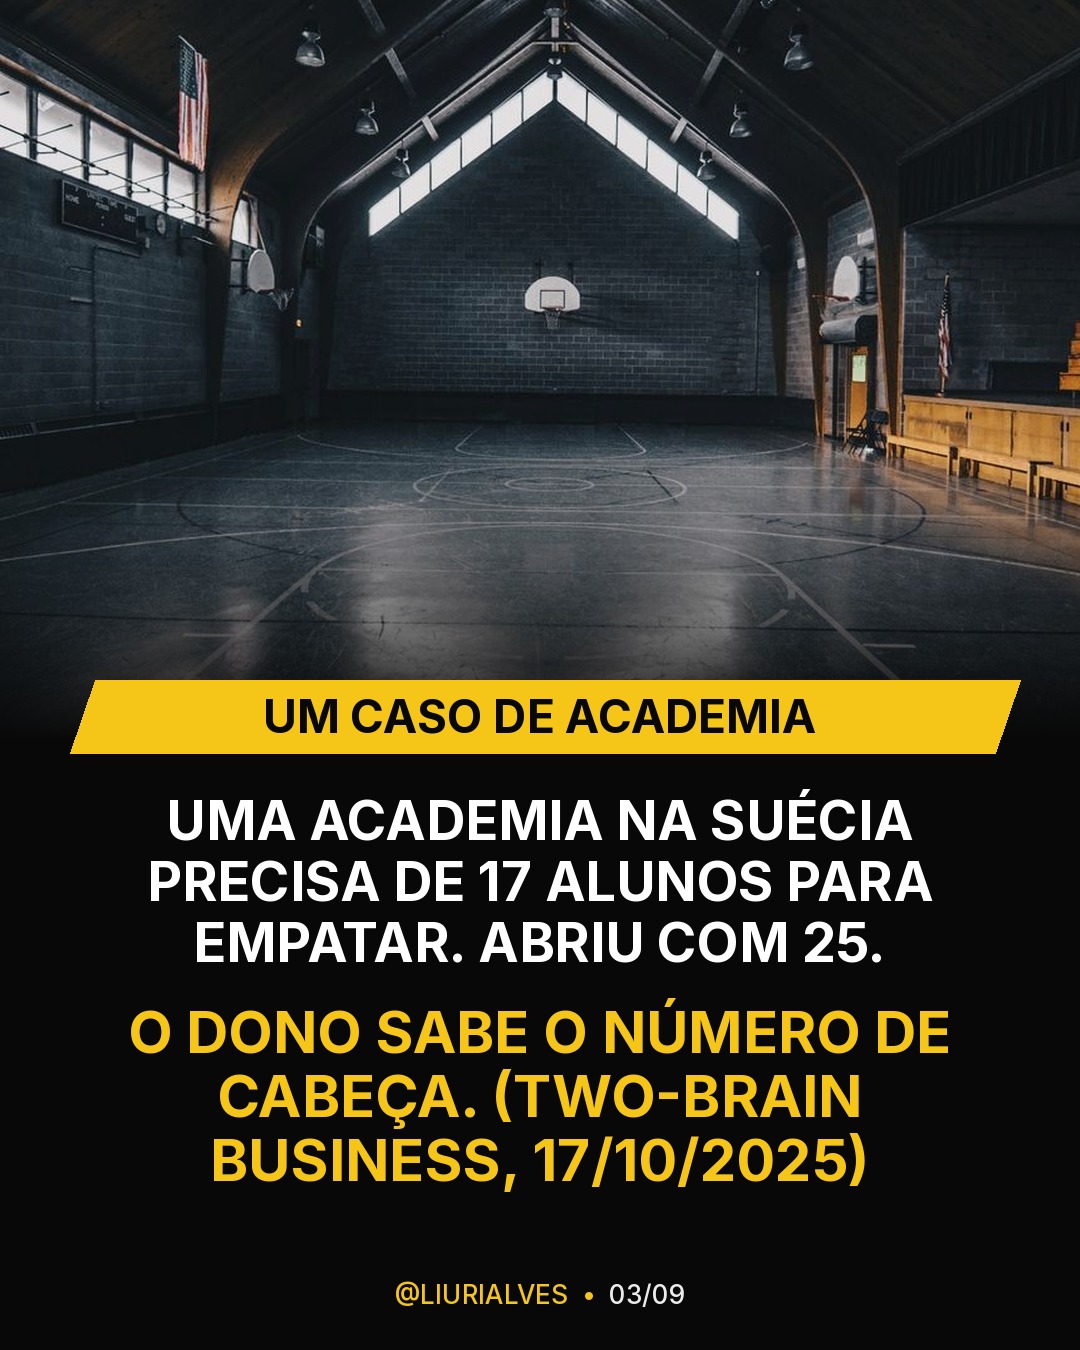 UM CASO DE ACADEMIA
UMA ACADEMIA NA SUÉCIA
PRECISA DE 17 ALUNOS PARA
EMPATAR. ABRIU COM 25.
O DONO SABE O NÚMERO DE
CABEÇA. (TWO-BRAIN
BUSINESS, 17/10/2025)
@LIURIALVES • 03/09